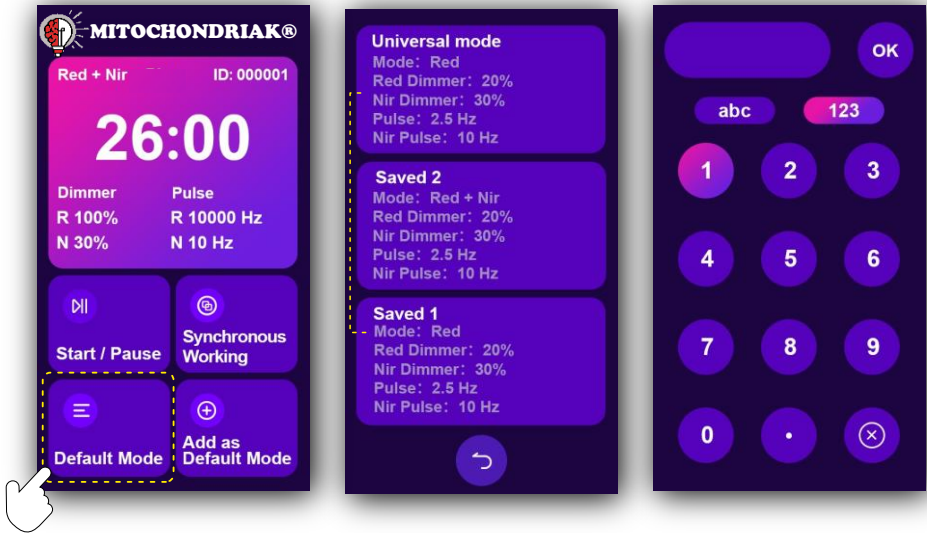 MITOCHONDRIAK®
Red + Nir ID: 000001
26:00
Dimmer Pulse
R 100% R 10000 Hz
N 30% N 10 Hz
Start / Pause
Synchronous
Working
Default Mode
Add as
Default Mode
Universal mode
Mode: Red
Red Dimmer: 20%
Nir Dimmer: 30%
Pulse: 2.5 Hz
Nir Pulse: 10 Hz
Saved 2
Mode: Red + Nir
Red Dimmer: 20%
Nir Dimmer: 30%
Pulse: 2.5 Hz
Nir Pulse: 10 Hz
Saved 1
Mode: Red
Red Dimmer: 20%
Nir Dimmer: 30%
Pulse: 2.5 Hz
Nir Pulse: 10 Hz
OK
abc 123
1 2 3
4 5 6
7 8 9
0 .